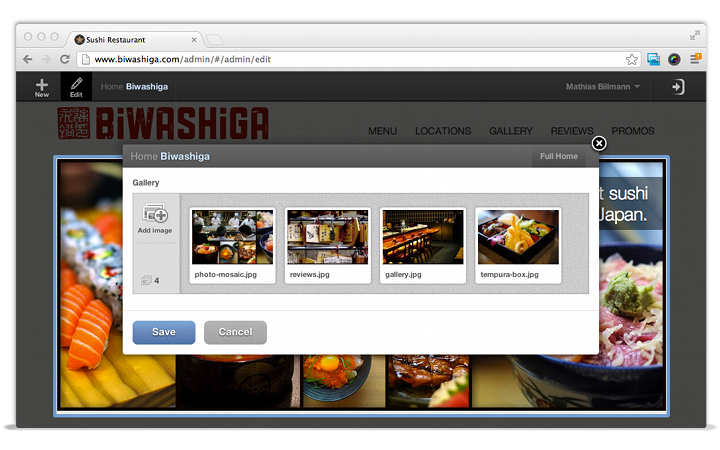 Sushi Restaurant
www.biwashiga.com/admin/#/admin/edit
New
Edit
Home Biwashiga
Mathias Biilmann
BiWASHiGA
MENU
LOCATIONS
GALLERY
REVIEWS
PROMOS
Home Biwashiga
Full Home
t sushi
Japan.
Gallery
Add image
4
photo-mosaic.jpg
reviews.jpg
gallery.jpg
tempura-box.jpg
Save
Cancel